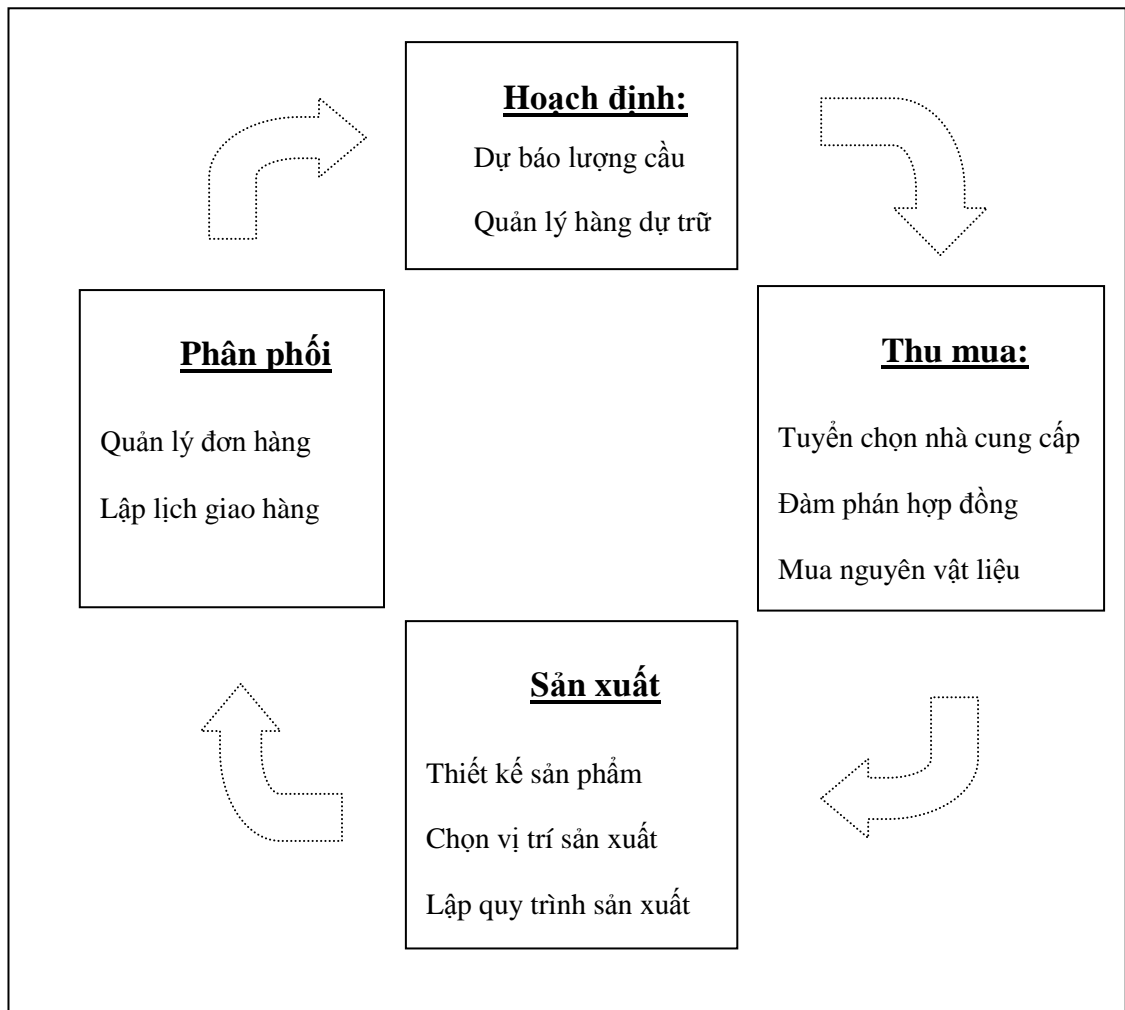 Hoạch định:
Dự báo lượng cầu
Quản lý hàng dự trữ
Phân phối
Quản lý đơn hàng
Lập lịch giao hàng
Thu mua:
Tuyển chọn nhà cung cấp
Đàm phán hợp đồng
Mua nguyên vật liệu
Sản xuất
Thiết kế sản phẩm
Chọn vị trí sản xuất
Lập quy trình sản xuất